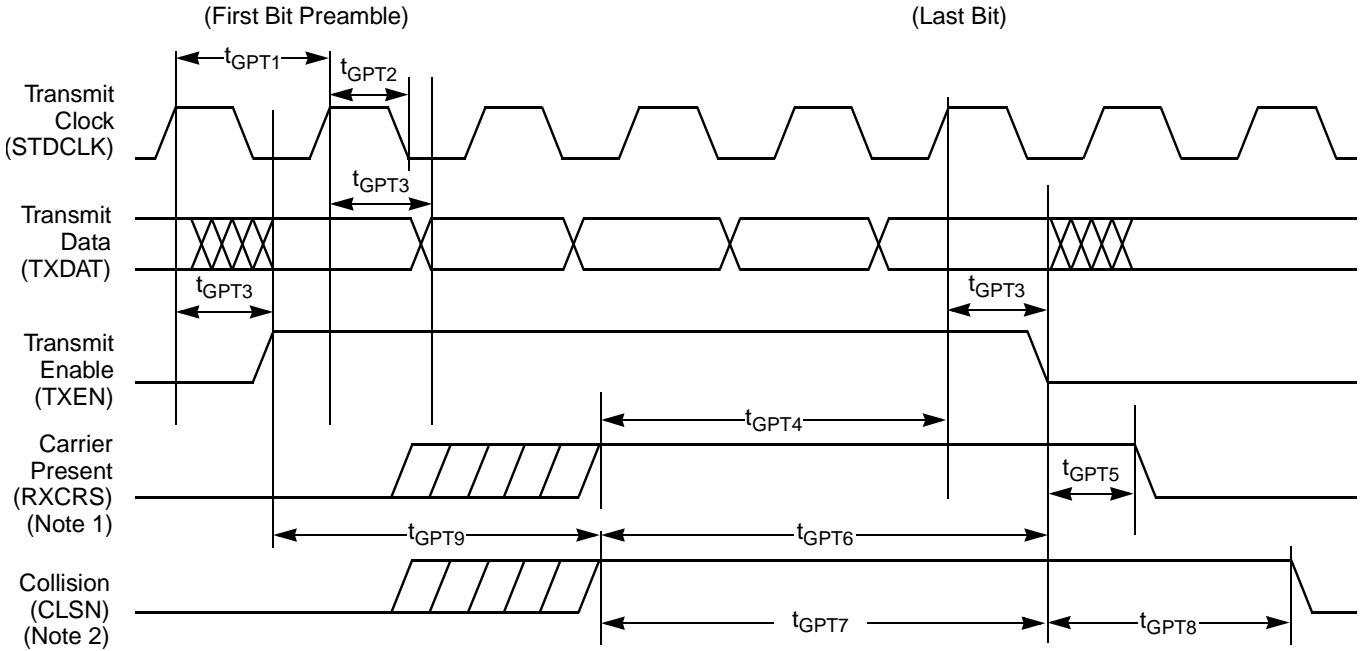 (First Bit Preamble)
(Last Bit)
tGPT1
tGPT2
Transmit
Clock
(STDCLK)
tGPT3
Transmit
Data
(TXDAT)
tGPT3
tGPT3
Transmit
Enable
(TXEN)
tGPT4
Carrier
Present
(RXCRS)
(Note 1)
tGPT5
tGPT9
tGPT6
Collision
(CLSN)
(Note 2)
tGPT7
tGPT8